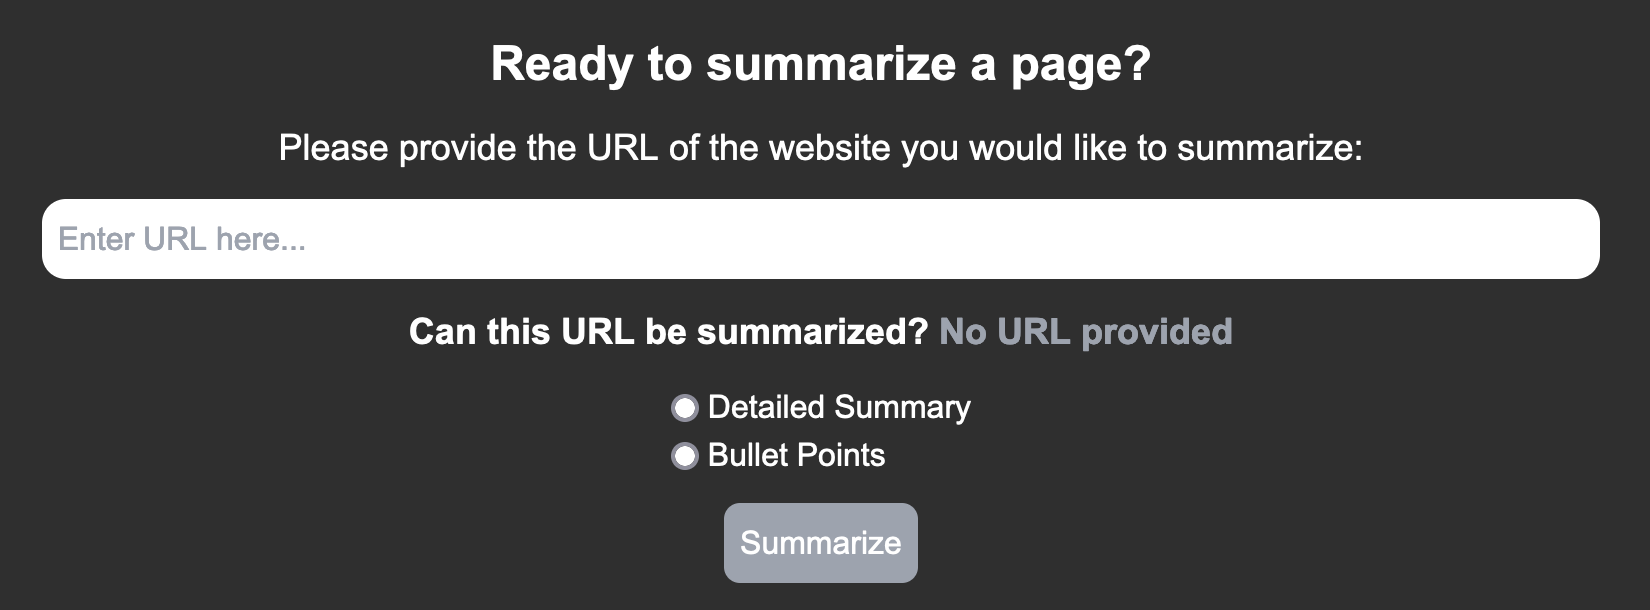 Ready to summarize a page?
Please provide the URL of the website you would like to summarize:
Enter URL here...
Can this URL be summarized? No URL provided
Detailed Summary
Bullet Points
Summarize